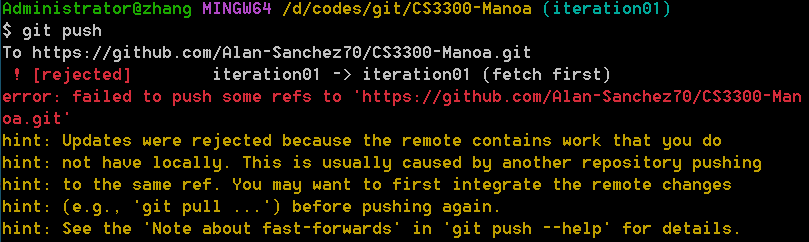 Administrator@zhang MINGW64 /d/codes/git/CS3300-Manoa (iteration01)
$ git push
To https://github.com/Alan-Sanchez70/CS3300-Manoa.git
 ! [rejected]        iteration01 -> iteration01 (fetch first)
error: failed to push some refs to 'https://github.com/Alan-Sanchez70/CS3300-Man
oa.git'
hint: Updates were rejected because the remote contains work that you do
hint: not have locally. This is usually caused by another repository pushing
hint: to the same ref. You may want to first integrate the remote changes
hint: (e.g., 'git pull ...') before pushing again.
hint: See the 'Note about fast-forwards' in 'git push --help' for details.